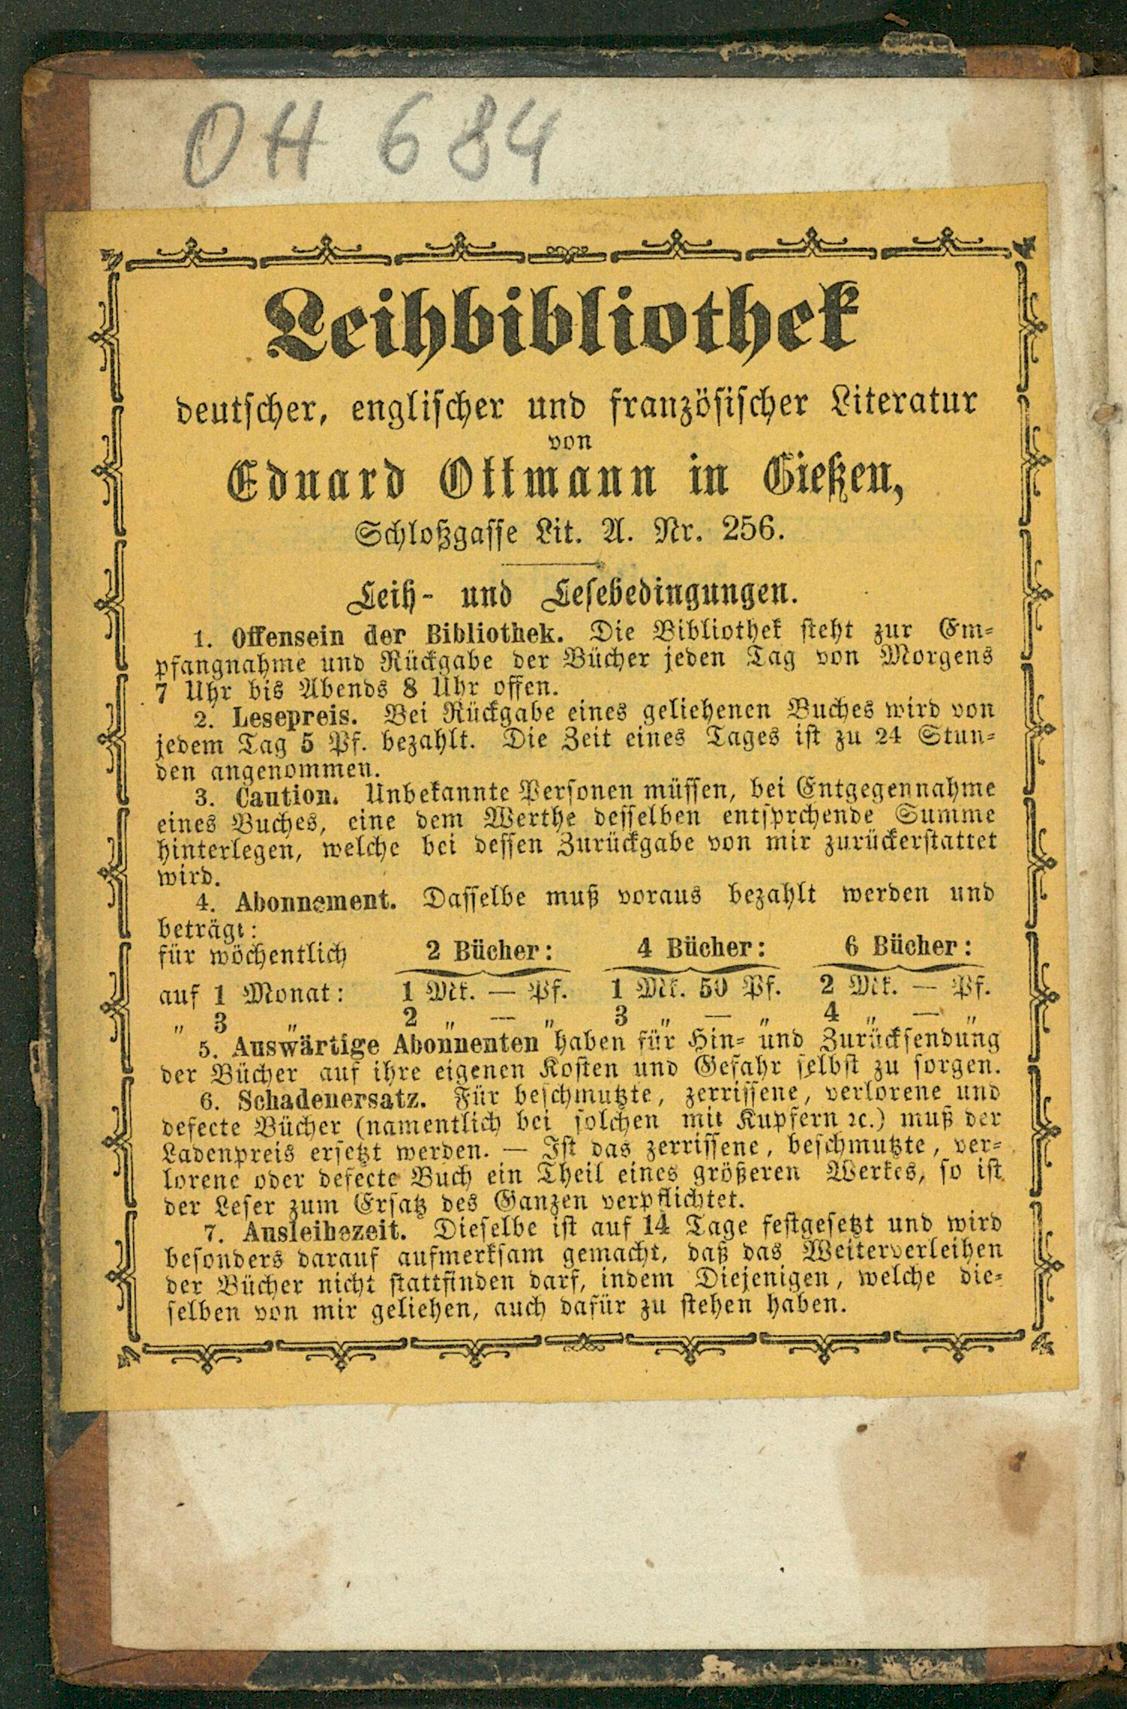 OH 684
Leihbibliothek
deutscher, englischer und französischer Literatur
von
Eduard Ottmann in Gießen,
Schloßgasse Lit. A. Nr. 256.
Leih- und Lesebedingungen.
1. Offensein der Bibliothek. Die Bibliothek steht zur Em-
pfangnahme und Rückgabe der Bücher jeden Tag von Morgens
7 Uhr bis Abends 8 Uhr offen.
2. Lesepreis. Bei Rückgabe eines geliehenen Buches wird von
jedem Tag 5 Pf. bezahlt. Die Zeit eines Tages ist zu 24 Stun-
den angenommen.
3. Caution. Unbekannte Personen müssen, bei Entgegennahme
eines Buches, eine dem Werthe desselben entsprchende Summe
hinterlegen, welche bei dessen Zurückgabe von mir zurückerstattet
wird.
4. Abonnement. Dasselbe muß voraus bezahlt werden und
beträgt:
für wöchentlich 2 Bücher: 4 Bücher: 6 Bücher:
auf 1 Monat: 1 Mk. — Pf. 1 Mk. 50 Pf. 2 Mk. — Pf.
„ 3 „ 2 „ — „ 3 „ — „ 4 „ — „
5. Auswärtige Abonnenten haben für Hin- und Zurücksendung
der Bücher auf ihre eigenen Kosten und Gefahr selbst zu sorgen.
6. Schadenersatz. Für beschmutzte, zerrissene, verlorene und
defecte Bücher (namentlich bei solchen mit Kupfern ꝛc.) muß der
Ladenpreis ersetzt werden. — Ist das zerrissene, beschmutzte, ver-
lorene oder defecte Buch ein Theil eines größeren Werkes, so ist
der Leser zum Ersatz des Ganzen verpflichtet.
7. Ausleihezeit. Dieselbe ist auf 14 Tage festgesetzt und wird
besonders darauf aufmerksam gemacht, daß das Weiterverleihen
der Bücher nicht stattfinden darf, indem Diejenigen, welche die-
selben von mir geliehen, auch dafür zu stehen haben.